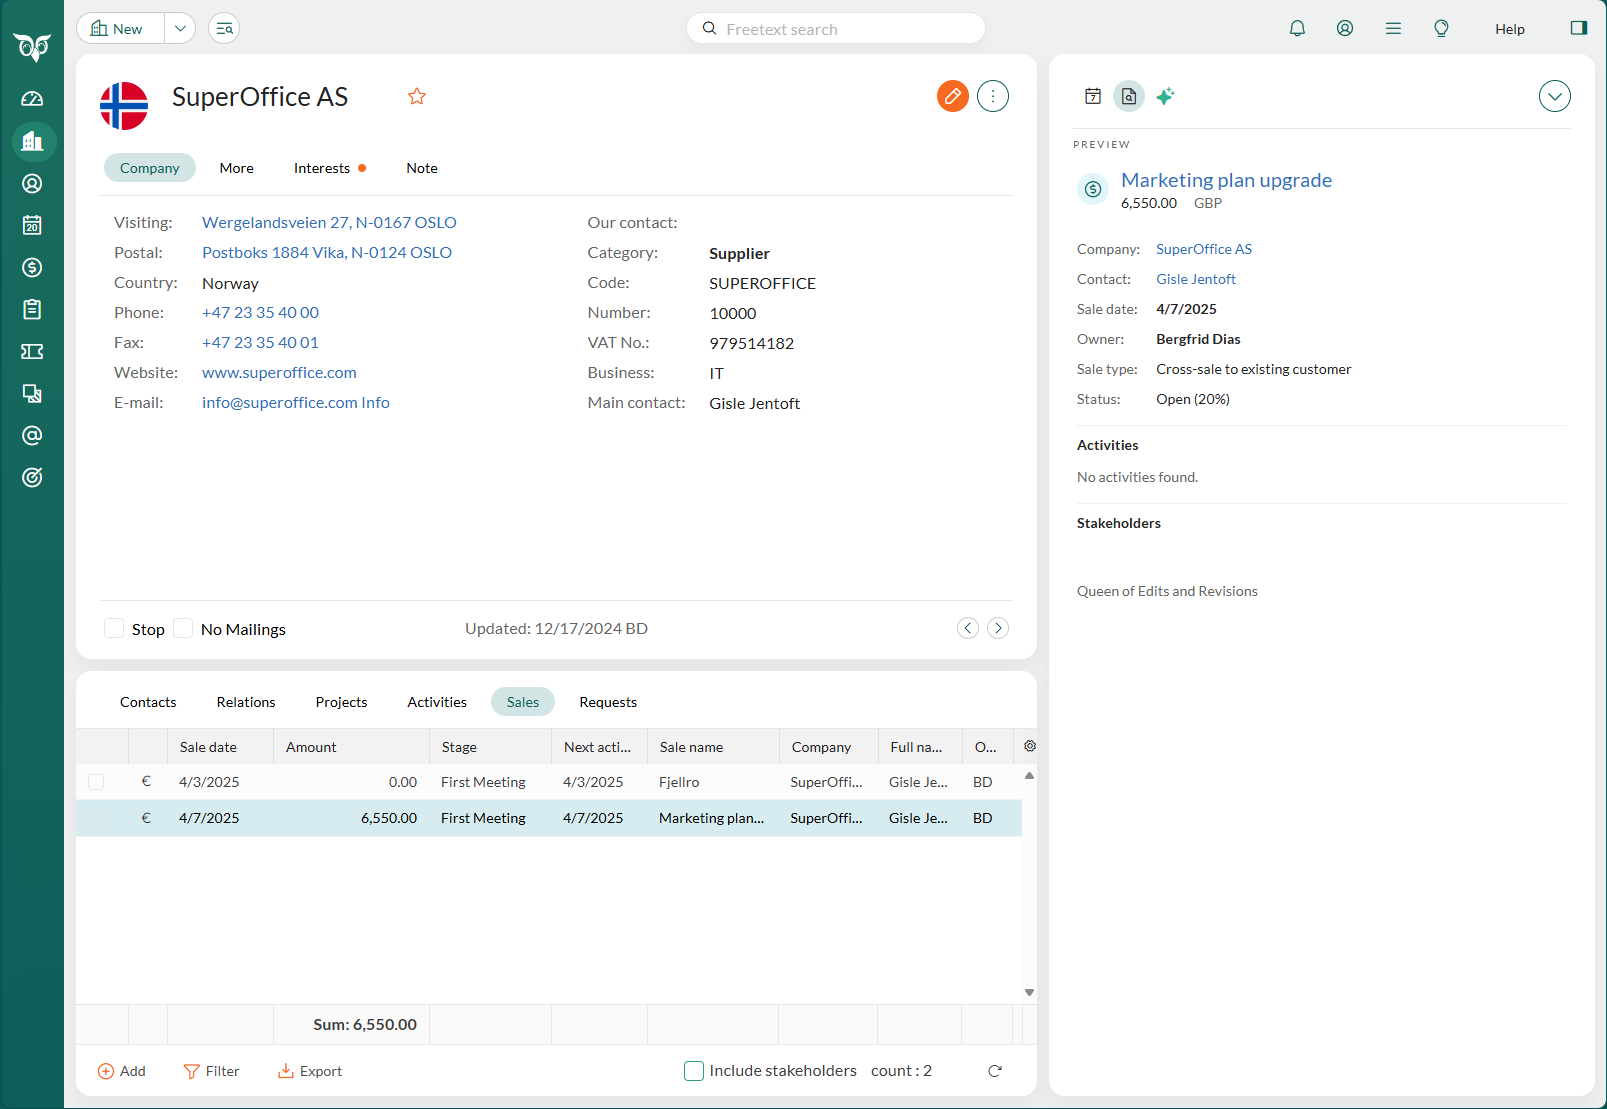 New
Freetext search
Help
SuperOffice AS
Company More Interests Note
Visiting: Wergelandsveien 27, N-0167 OSLO
Postal: Postboks 1884 Vika, N-0124 OSLO
Country: Norway
Phone: +47 23 35 40 00
Fax: +47 23 35 40 01
Website: www.superoffice.com
E-mail: info@superoffice.com Info
Our contact:
Category: Supplier
Code: SUPEROFFICE
Number: 10000
VAT No.: 979514182
Business: IT
Main contact: Gisle Jentoft
Stop No Mailings Updated: 12/17/2024 BD
Contacts Relations Projects Activities Sales Requests
Sale date Amount Stage Next acti... Sale name Company Full na... O...
€ 4/3/2025 0.00 First Meeting 4/3/2025 Fjellro SuperOffi... Gisle Je... BD
€ 4/7/2025 6,550.00 First Meeting 4/7/2025 Marketing plan... SuperOffi... Gisle Je... BD
Sum: 6,550.00
Add Filter Export Include stakeholders count : 2
20
7
PREVIEW
Marketing plan upgrade
6,550.00 GBP
Company: SuperOffice AS
Contact: Gisle Jentoft
Sale date: 4/7/2025
Owner: Bergfrid Dias
Sale type: Cross-sale to existing customer
Status: Open (20%)
Activities
No activities found.
Stakeholders
Queen of Edits and Revisions